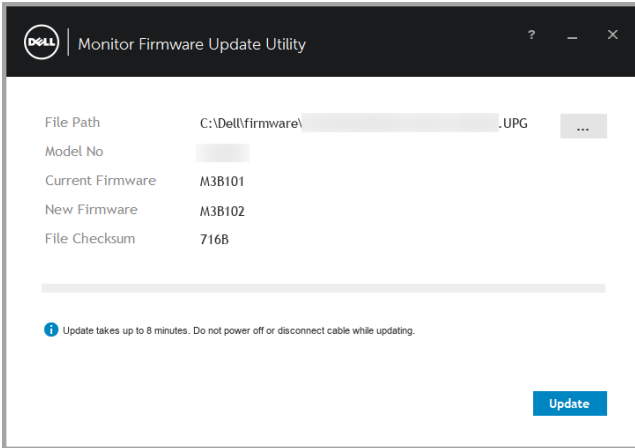 DELL Monitor Firmware Update Utility ? _ ×
File Path C:\Dell\firmware\ .UPG ...
Model No
Current Firmware M3B101
New Firmware M3B102
File Checksum 716B
i Update takes up to 8 minutes. Do not power off or disconnect cable while updating.
Update